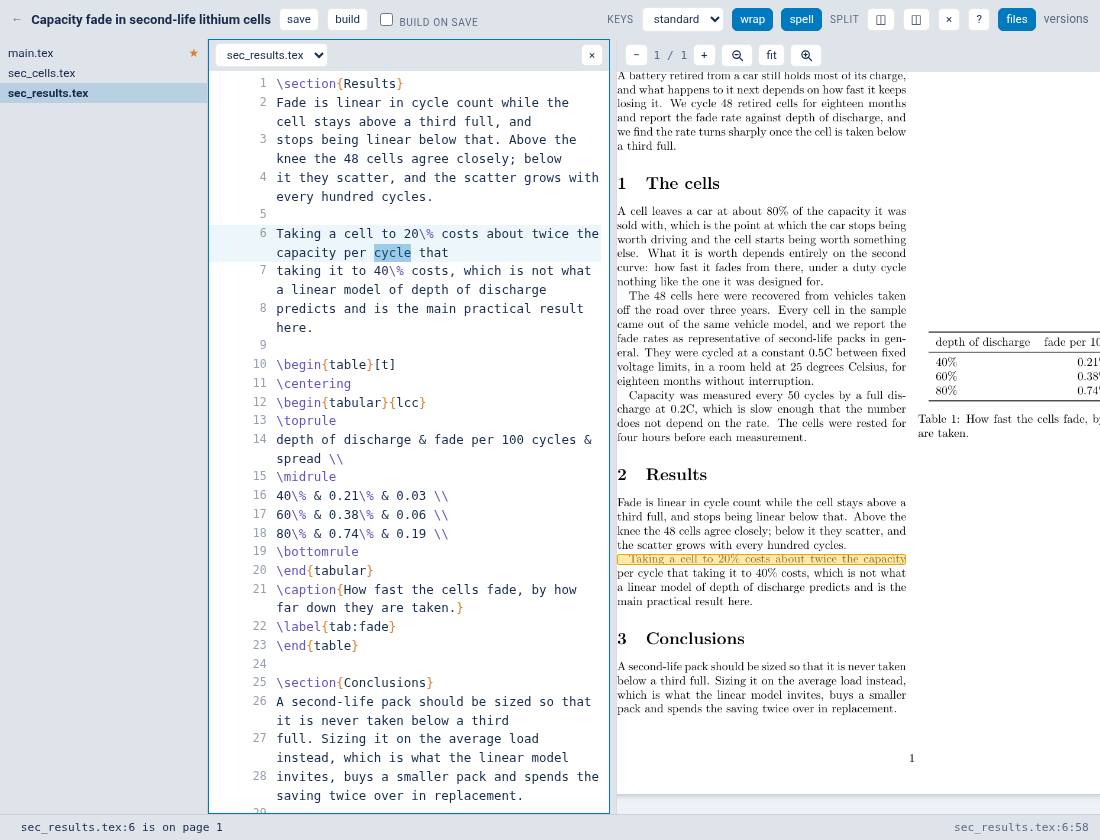 ← Capacity fade in second-life lithium cells save build BUILD ON SAVE KEYS standard wrap spell SPLIT × ? files versions
main.tex ★
sec_cells.tex
sec_results.tex
sec_results.tex ×
1 \section{Results}
2 Fade is linear in cycle count while the
cell stays above a third full, and
3 stops being linear below that. Above the
knee the 48 cells agree closely; below
4 it they scatter, and the scatter grows with
every hundred cycles.
5
6 Taking a cell to 20\% costs about twice the
capacity per cycle that
7 taking it to 40\% costs, which is not what
a linear model of depth of discharge
8 predicts and is the main practical result
here.
9
10 \begin{table}[t]
11 \centering
12 \begin{tabular}{lcc}
13 \toprule
14 depth of discharge & fade per 100 cycles &
spread \\
15 \midrule
16 40\% & 0.21\% & 0.03 \\
17 60\% & 0.38\% & 0.06 \\
18 80\% & 0.74\% & 0.19 \\
19 \bottomrule
20 \end{tabular}
21 \caption{How fast the cells fade, by how
far down they are taken.}
22 \label{tab:fade}
23 \end{table}
24
25 \section{Conclusions}
26 A second-life pack should be sized so that
it is never taken below a third
27 full. Sizing it on the average load
instead, which is what the linear model
28 invites, buys a smaller pack and spends the
saving twice over in replacement.
29
− 1 / 1 + fit
A battery retired from a car still holds most of its charge,
and what happens to it next depends on how fast it keeps
losing it. We cycle 48 retired cells for eighteen months
and report the fade rate against depth of discharge, and
we find the rate turns sharply once the cell is taken below
a third full.
1 The cells
A cell leaves a car at about 80% of the capacity it was
sold with, which is the point at which the car stops being
worth driving and the cell starts being worth something
else. What it is worth depends entirely on the second
curve: how fast it fades from there, under a duty cycle
nothing like the one it was designed for.
The 48 cells here were recovered from vehicles taken
off the road over three years. Every cell in the sample
came out of the same vehicle model, and we report the
fade rates as representative of second-life packs in gen-
eral. They were cycled at a constant 0.5C between fixed
voltage limits, in a room held at 25 degrees Celsius, for
eighteen months without interruption.
Capacity was measured every 50 cycles by a full dis-
charge at 0.2C, which is slow enough that the number
does not depend on the rate. The cells were rested for
four hours before each measurement.
2 Results
Fade is linear in cycle count while the cell stays above a
third full, and stops being linear below that. Above the
knee the 48 cells agree closely; below it they scatter, and
the scatter grows with every hundred cycles.
Taking a cell to 20% costs about twice the capacity
per cycle that taking it to 40% costs, which is not what
a linear model of depth of discharge predicts and is the
main practical result here.
3 Conclusions
A second-life pack should be sized so that it is never taken
below a third full. Sizing it on the average load instead,
which is what the linear model invites, buys a smaller
pack and spends the saving twice over in replacement.
depth of discharge fade per 10
40% 0.21%
60% 0.38%
80% 0.74%
Table 1: How fast the cells fade, by
are taken.
1
sec_results.tex:6 is on page 1 sec_results.tex:6:58